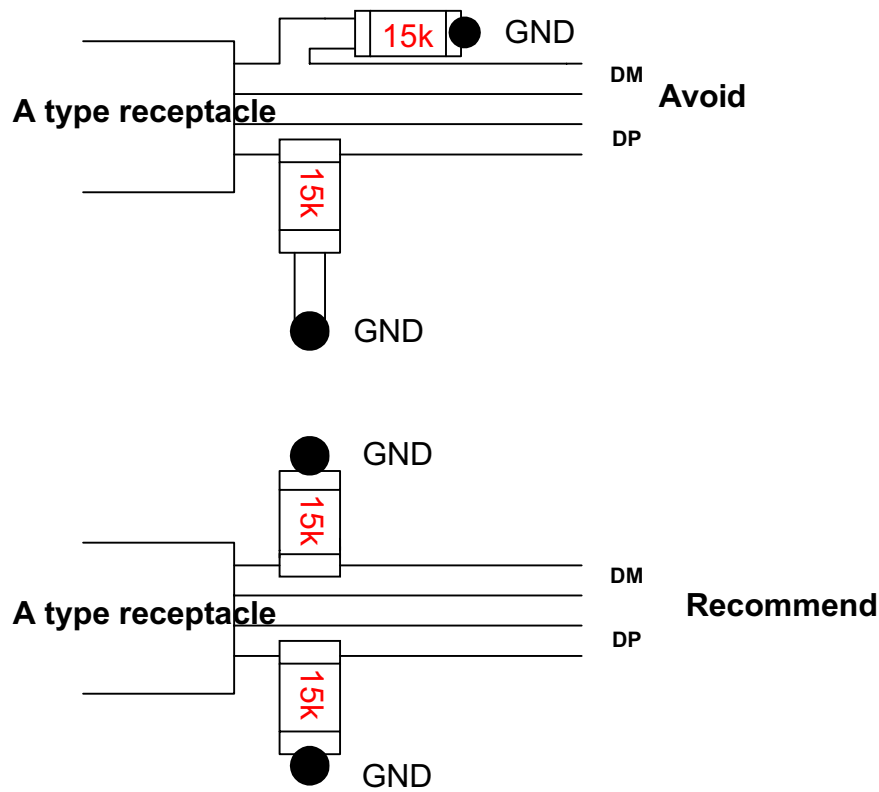 15k GND
DM
Avoid
A type receptacle
DP
15k
GND
GND
15k
DM
A type receptacle
Recommend
DP
15k
GND